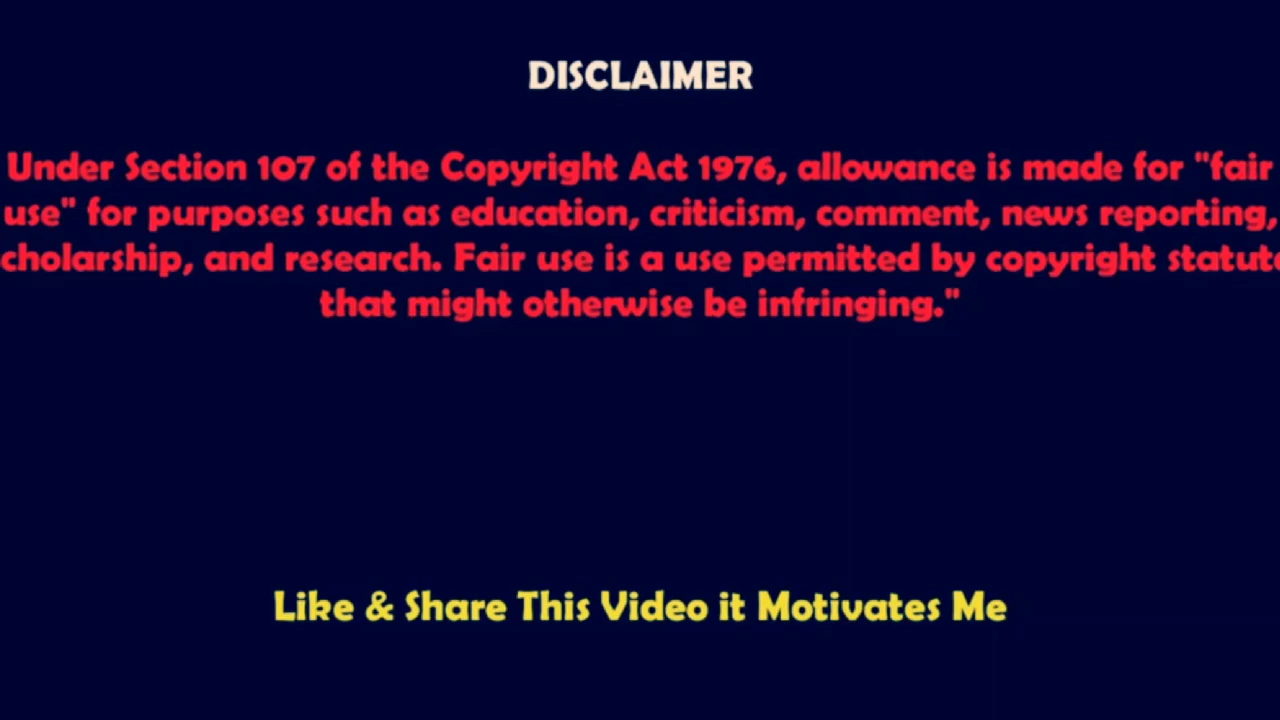 DISCLAIMER
Under Section 107 of the Copyright Act 1976, allowance is made for "fair
use" for purposes such as education, criticism, comment, news reporting,
cholarship, and research. Fair use is a use permitted by copyright statute
that might otherwise be infringing."
Like & Share This Video it Motivates Me